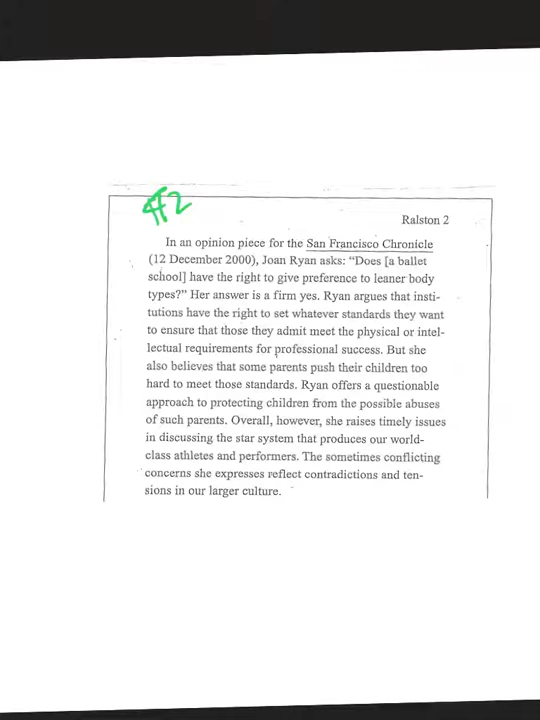 #2
Ralston 2
In an opinion piece for the San Francisco Chronicle
(12 December 2000), Joan Ryan asks: “Does [a ballet
school] have the right to give preference to leaner body
types?” Her answer is a firm yes. Ryan argues that insti-
tutions have the right to set whatever standards they want
to ensure that those they admit meet the physical or intel-
lectual requirements for professional success. But she
also believes that some parents push their children too
hard to meet those standards. Ryan offers a questionable
approach to protecting children from the possible abuses
of such parents. Overall, however, she raises timely issues
in discussing the star system that produces our world-
class athletes and performers. The sometimes conflicting
concerns she expresses reflect contradictions and ten-
sions in our larger culture.